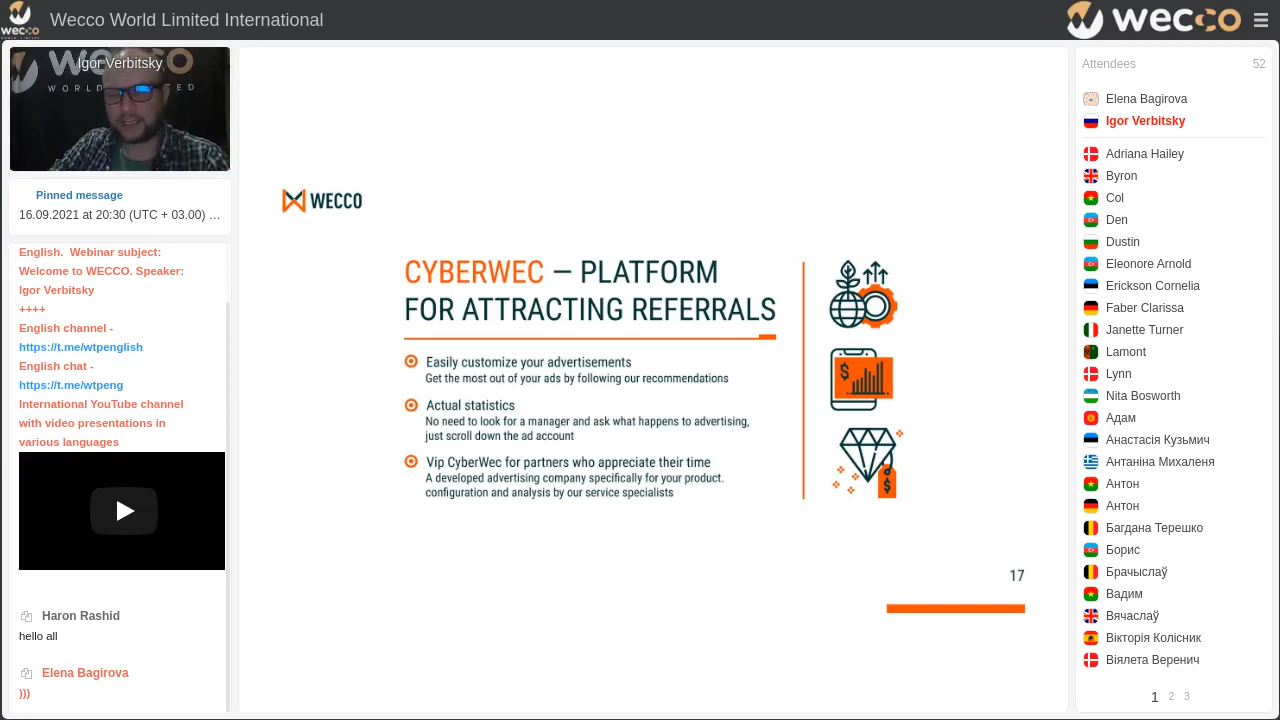 wecco
Wecco World Limited International
wecco
Igor Verbitsky
WECCO
WORLD LIMITED
Pinned message
16.09.2021 at 20:30 (UTC + 03.00) …
English.  Webinar subject:
Welcome to WECCO. Speaker:
Igor Verbitsky
++++
English channel -
https://t.me/wtpenglish
English chat -
https://t.me/wtpeng
International YouTube channel
with video presentations in
various languages
Haron Rashid
hello all
Elena Bagirova
)))
WECCO
CYBERWEC – PLATFORM
FOR ATTRACTING REFERRALS
Easily customize your advertisements
Get the most out of your ads by following our recommendations
Actual statistics
No need to look for a manager and ask what happens to advertising,
just scroll down the ad account
Vip CyberWec for partners who appreciate their time
A developed advertising company specifically for your product.
configuration and analysis by our service specialists
$
$
17
Attendees 52
Elena Bagirova
Igor Verbitsky
Adriana Hailey
Byron
Col
Den
Dustin
Eleonore Arnold
Erickson Cornelia
Faber Clarissa
Janette Turner
Lamont
Lynn
Nita Bosworth
Адам
Анастасія Кузьмич
Антаніна Михаленя
Антон
Антон
Багдана Терешко
Борис
Брачыслаў
Вадим
Вячаслаў
Вікторія Колісник
Віялета Веренич
1 2 3